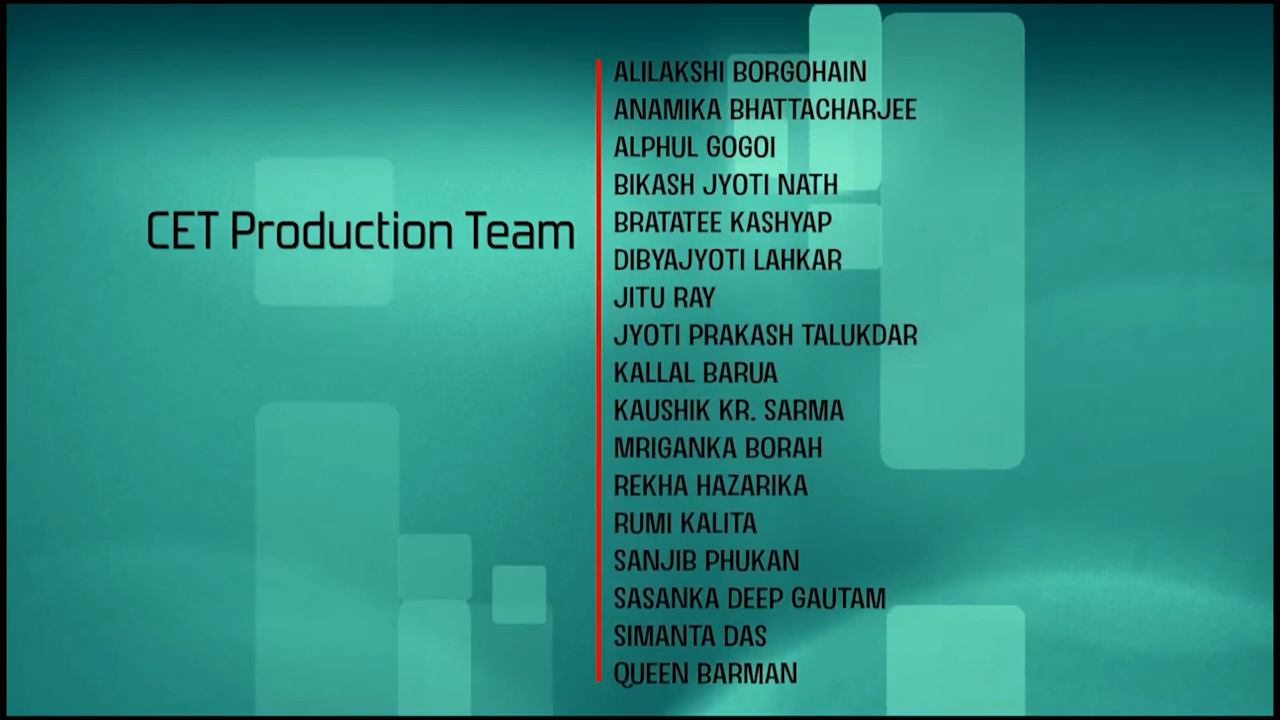 CET Production Team
ALILAKSHI BORGOHAIN
ANAMIKA BHATTACHARJEE
ALPHUL GOGOI
BIKASH JYOTI NATH
BRATATEE KASHYAP
DIBYAJYOTI LAHKAR
JITU RAY
JYOTI PRAKASH TALUKDAR
KALLAL BARUA
KAUSHIK KR. SARMA
MRIGANKA BORAH
REKHA HAZARIKA
RUMI KALITA
SANJIB PHUKAN
SASANKA DEEP GAUTAM
SIMANTA DAS
QUEEN BARMAN